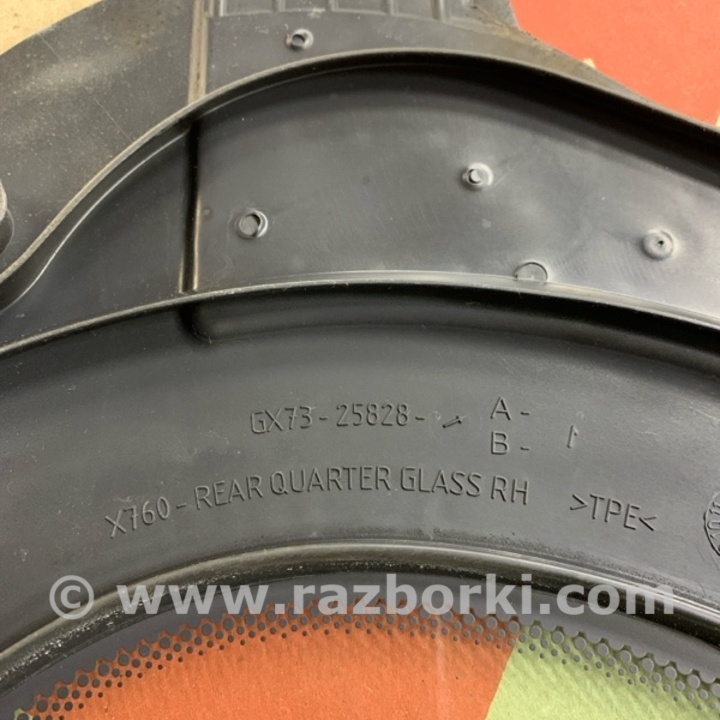 GX73-25828- A-
B-
X760-REAR QUARTER GLASS RH >TPE<
© www.razborki.com